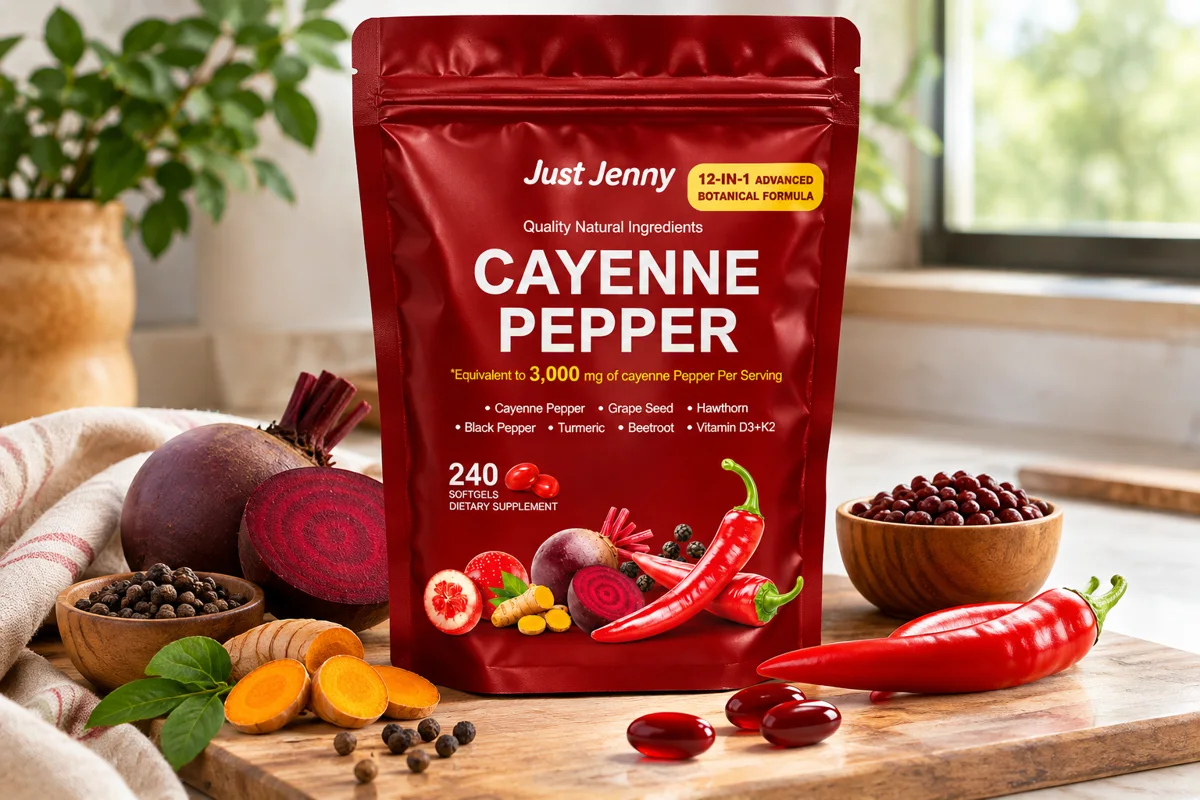 Just Jenny
12-IN-1 ADVANCED
BOTANICAL FORMULA
Quality Natural Ingredients
CAYENNE
PEPPER
*Equivalent to 3,000 mg of cayenne Pepper Per Serving
• Cayenne Pepper • Grape Seed • Hawthorn
• Black Pepper • Turmeric • Beetroot • Vitamin D3+K2
240
SOFTGELS
DIETARY SUPPLEMENT